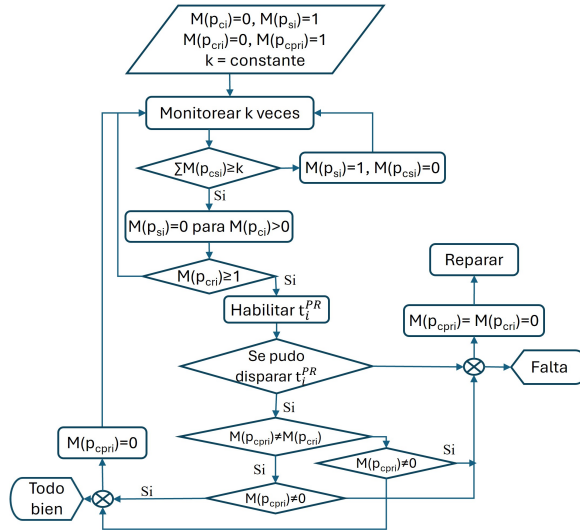 M(p_ci)=0, M(p_si)=1
M(p_cri)=0, M(p_cpri)=1
k = constante
Monitorear k veces
∑M(p_csi)≥k
M(p_si)=1, M(p_csi)=0
Si
M(p_si)=0 para M(p_ci)>0
M(p_cri)≥1
Si
Reparar
Habilitar t_i^PR
M(p_cpri)= M(p_cri)=0
Se pudo
disparar t_i^PR
Falta
Si
M(p_cpri)≠M(p_cri)
M(p_cpri)=0
Si
M(p_cpri)≠0
Si
Todo
bien
Si
M(p_cpri)≠0